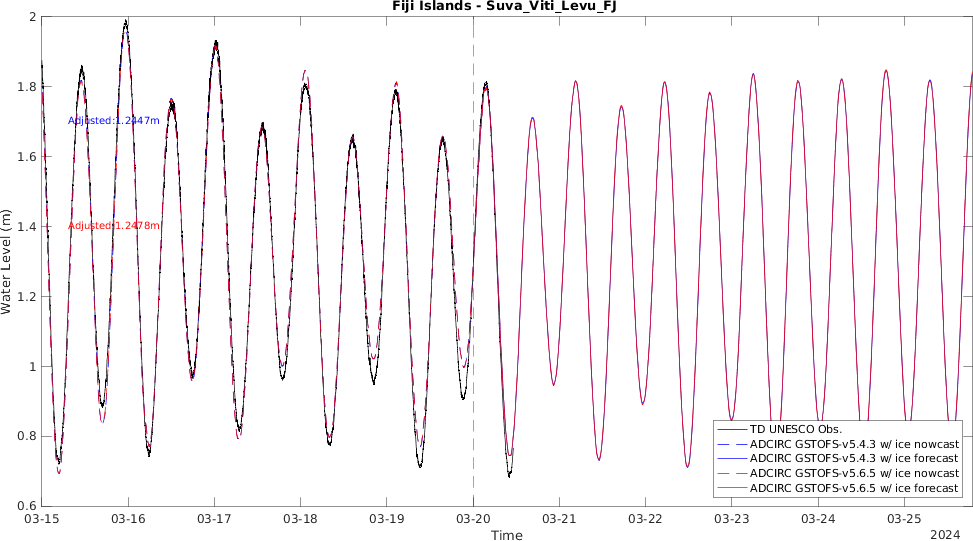 Fiji Islands - Suva_Viti_Levu_FJ
2
1.8
1.6
1.4
1.2
1
0.8
0.6
Water Level (m)
Adjusted:1.2447m
Adjusted:1.2478m
TD UNESCO Obs.
ADCIRC GSTOFS-v5.4.3 w/ ice nowcast
ADCIRC GSTOFS-v5.4.3 w/ ice forecast
ADCIRC GSTOFS-v5.6.5 w/ ice nowcast
ADCIRC GSTOFS-v5.6.5 w/ ice forecast
03-15 03-16 03-17 03-18 03-19 03-20 03-21 03-22 03-23 03-24 03-25
Time
2024